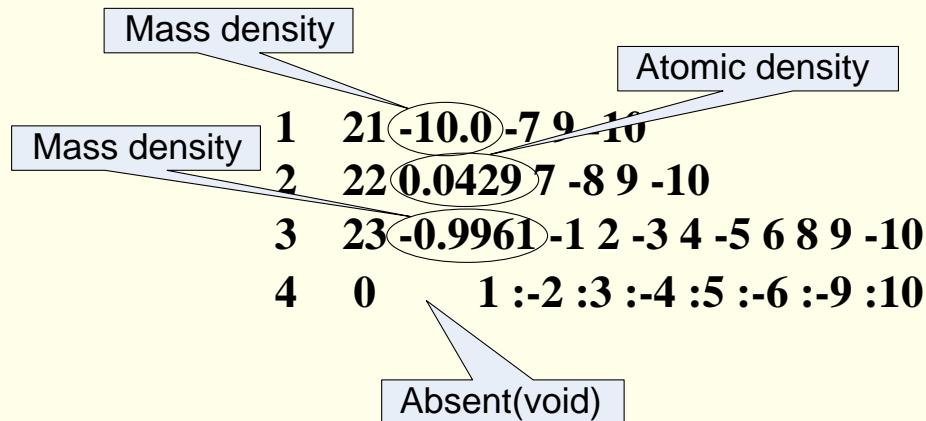 Mass density
Atomic density
1 21 -10.0 -7 9 -10
Mass density
2 22 0.0429 7 -8 9 -10
3 23 -0.9961 -1 2 -3 4 -5 6 8 9 -10
4 0 1 :-2 :3 :-4 :5 :-6 :-9 :10
Absent(void)